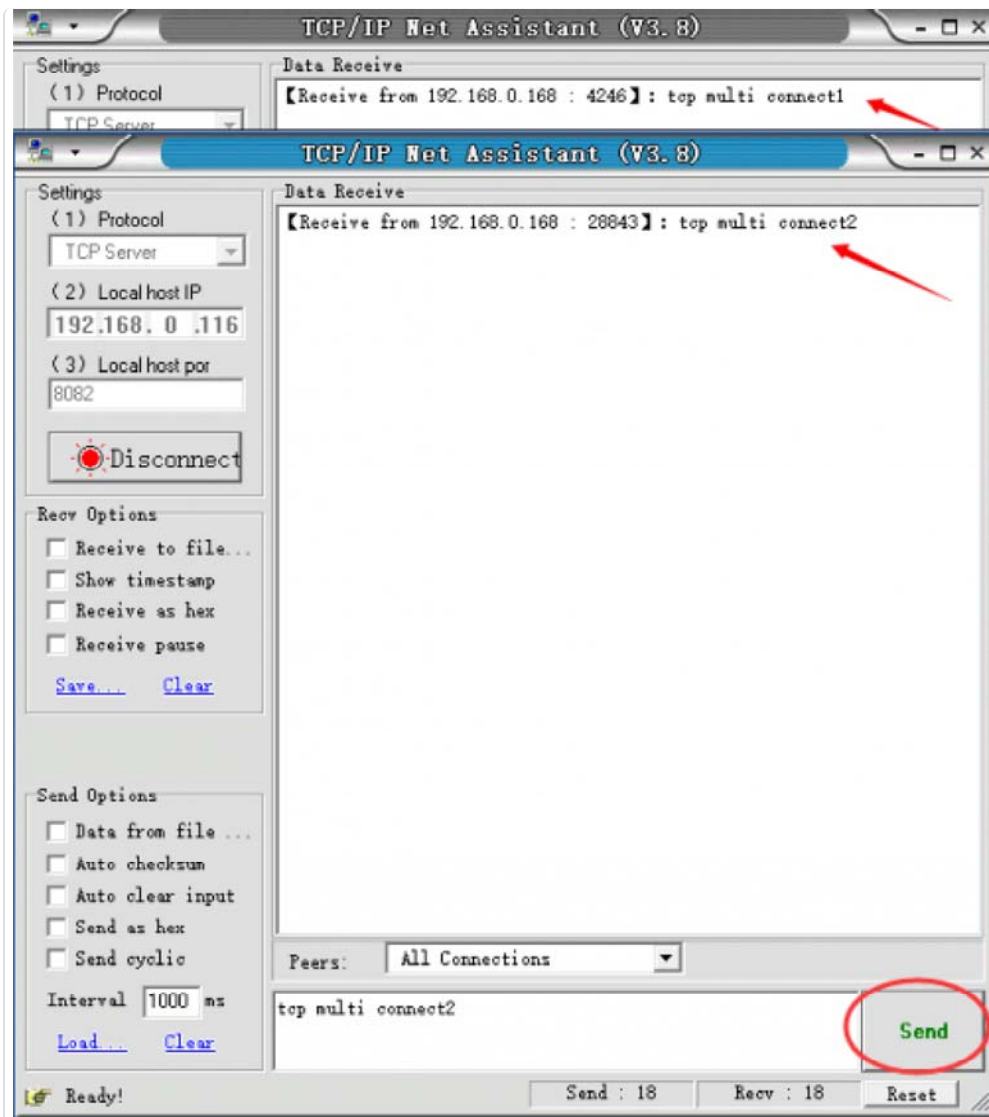 TCP/IP Net Assistant (V3.8)
Settings
(1) Protocol
TCP Server
Data Receive
【Receive from 192.168.0.168 : 4246】: tcp multi connect1
TCP/IP Net Assistant (V3.8)
Settings
(1) Protocol
TCP Server
(2) Local host IP
192.168. 0 .116
(3) Local host por
8082
Disconnect
Recv Options
Receive to file...
Show timestamp
Receive as hex
Receive pause
Save... Clear
Send Options
Data from file ...
Auto checksum
Auto clear input
Send as hex
Send cyclic
Interval 1000 ms
Load... Clear
Data Receive
【Receive from 192.168.0.168 : 28843】: tcp multi connect2
Peers: All Connections
tcp multi connect2
Send
Ready!
Send : 18
Recv : 18
Reset